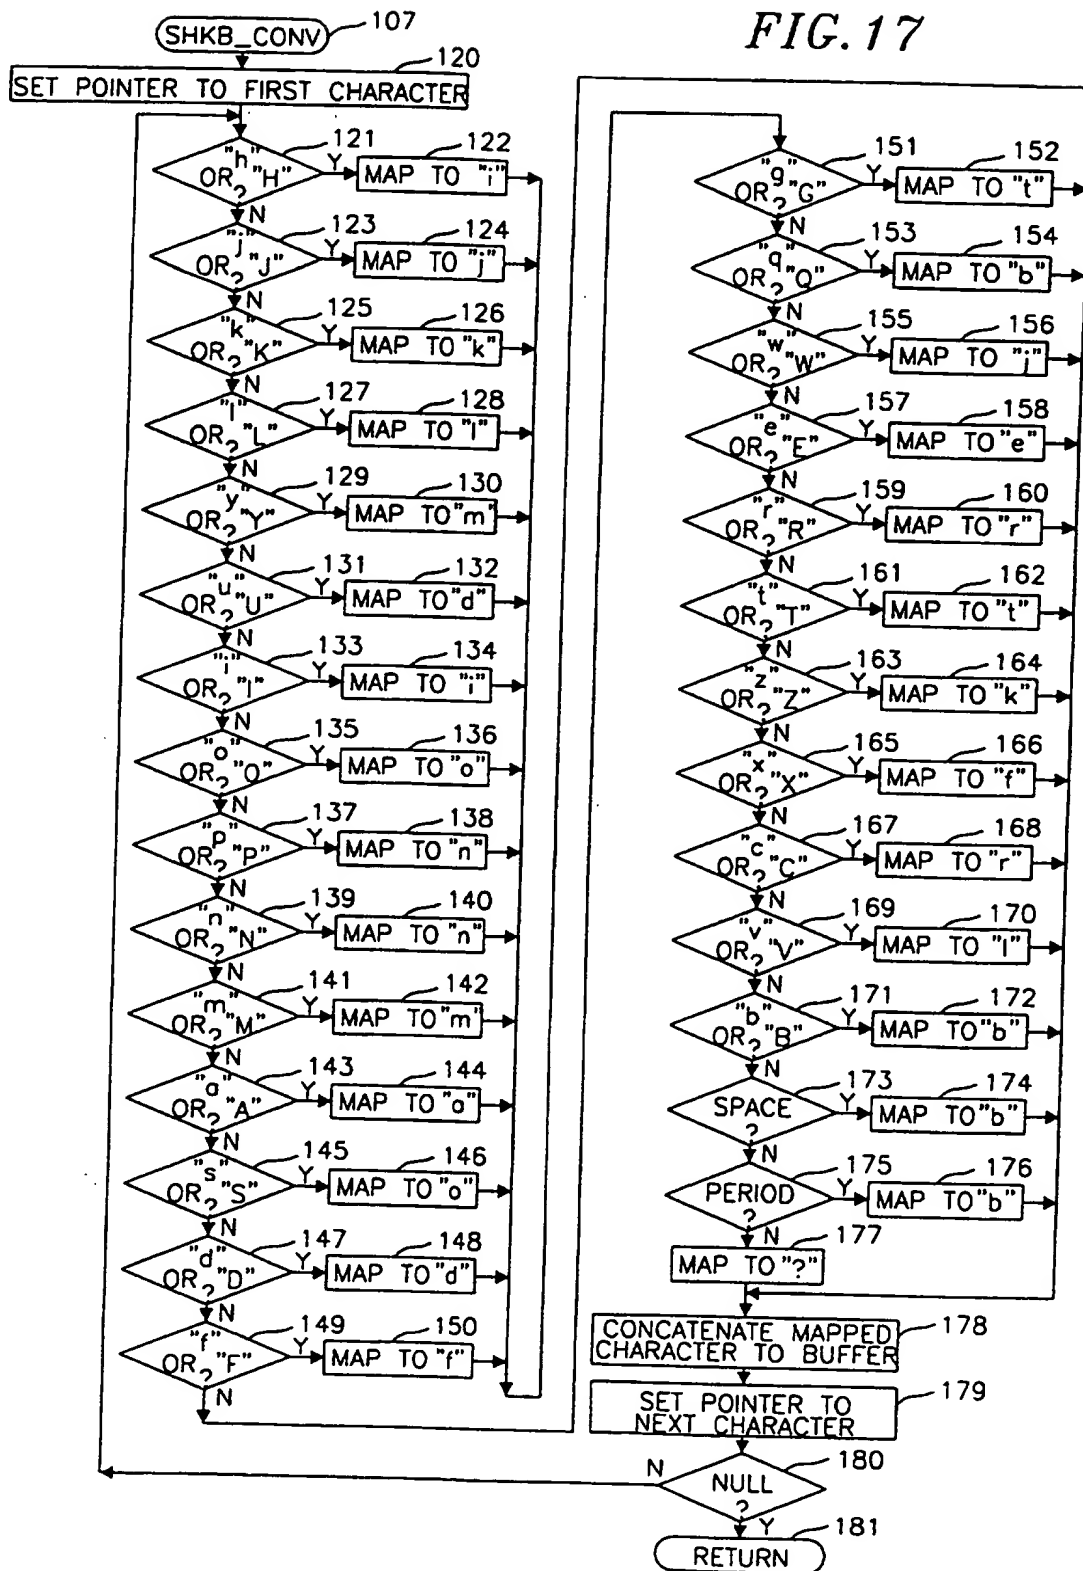 FIG. 17
SHKB_CONV
107
120
SET POINTER TO FIRST CHARACTER
"h" OR "H" ?
121
Y
122
MAP TO "i"
N
"j" OR "J" ?
123
Y
124
MAP TO "j"
N
"k" OR "K" ?
125
Y
126
MAP TO "k"
N
"l" OR "L" ?
127
Y
128
MAP TO "l"
N
"y" OR "Y" ?
129
Y
130
MAP TO "m"
N
"u" OR "U" ?
131
Y
132
MAP TO "d"
N
"i" OR "I" ?
133
Y
134
MAP TO "i"
N
"o" OR "O" ?
135
Y
136
MAP TO "o"
N
"p" OR "P" ?
137
Y
138
MAP TO "n"
N
"n" OR "N" ?
139
Y
140
MAP TO "n"
N
"m" OR "M" ?
141
Y
142
MAP TO "m"
N
"a" OR "A" ?
143
Y
144
MAP TO "a"
N
"s" OR "S" ?
145
Y
146
MAP TO "o"
N
"d" OR "D" ?
147
Y
148
MAP TO "d"
N
"f" OR "F" ?
149
Y
150
MAP TO "f"
N
"g" OR "G" ?
151
Y
152
MAP TO "t"
N
"q" OR "Q" ?
153
Y
154
MAP TO "b"
N
"w" OR "W" ?
155
Y
156
MAP TO "j"
N
"e" OR "E" ?
157
Y
158
MAP TO "e"
N
"r" OR "R" ?
159
Y
160
MAP TO "r"
N
"t" OR "T" ?
161
Y
162
MAP TO "t"
N
"z" OR "Z" ?
163
Y
164
MAP TO "k"
N
"x" OR "X" ?
165
Y
166
MAP TO "f"
N
"c" OR "C" ?
167
Y
168
MAP TO "r"
N
"v" OR "V" ?
169
Y
170
MAP TO "l"
N
"b" OR "B" ?
171
Y
172
MAP TO "b"
N
SPACE ?
173
Y
174
MAP TO "b"
N
PERIOD ?
175
Y
176
MAP TO "b"
N
177
MAP TO "?"
CONCATENATE MAPPED
CHARACTER TO BUFFER
178
SET POINTER TO
NEXT CHARACTER
179
NULL ?
180
N
Y
181
RETURN